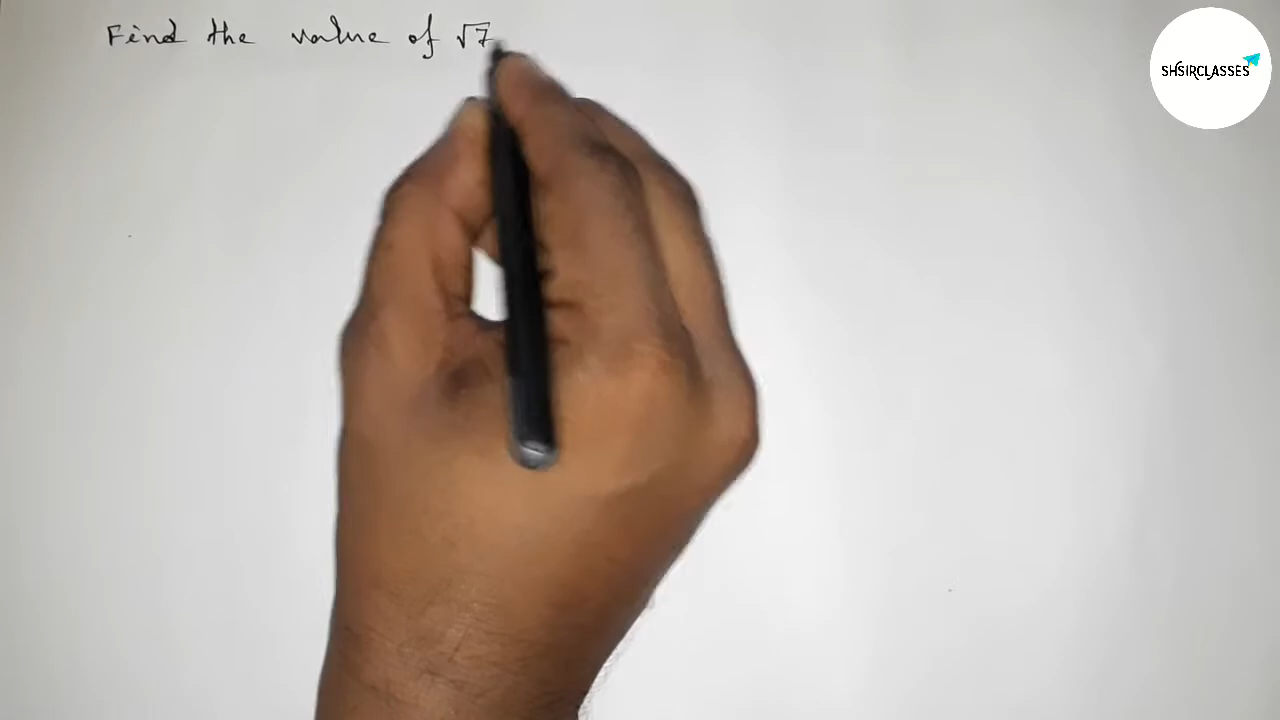 Find the value of √7
SHSIRCLASSES